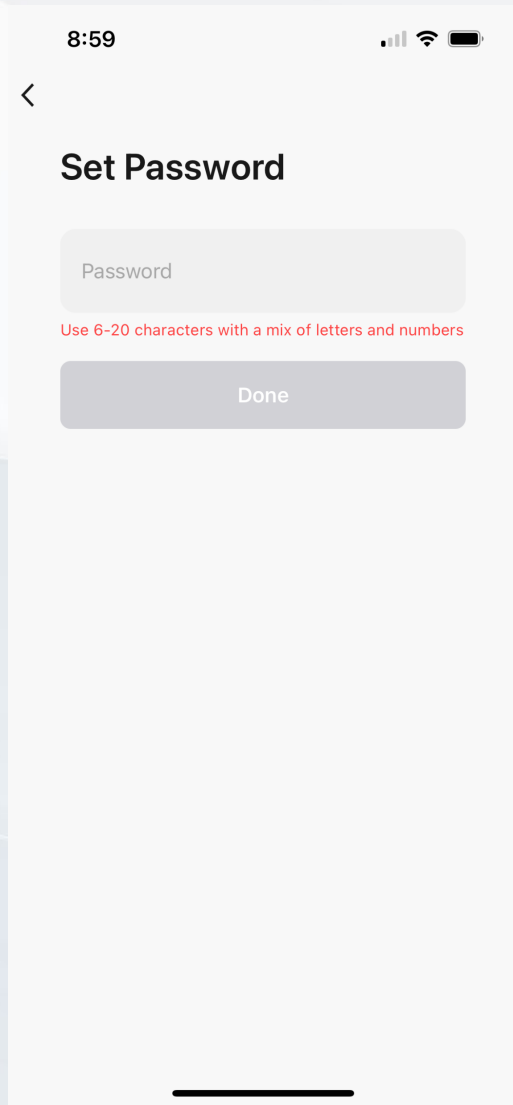 8:59
Set Password
Password
Use 6-20 characters with a mix of letters and numbers
Done